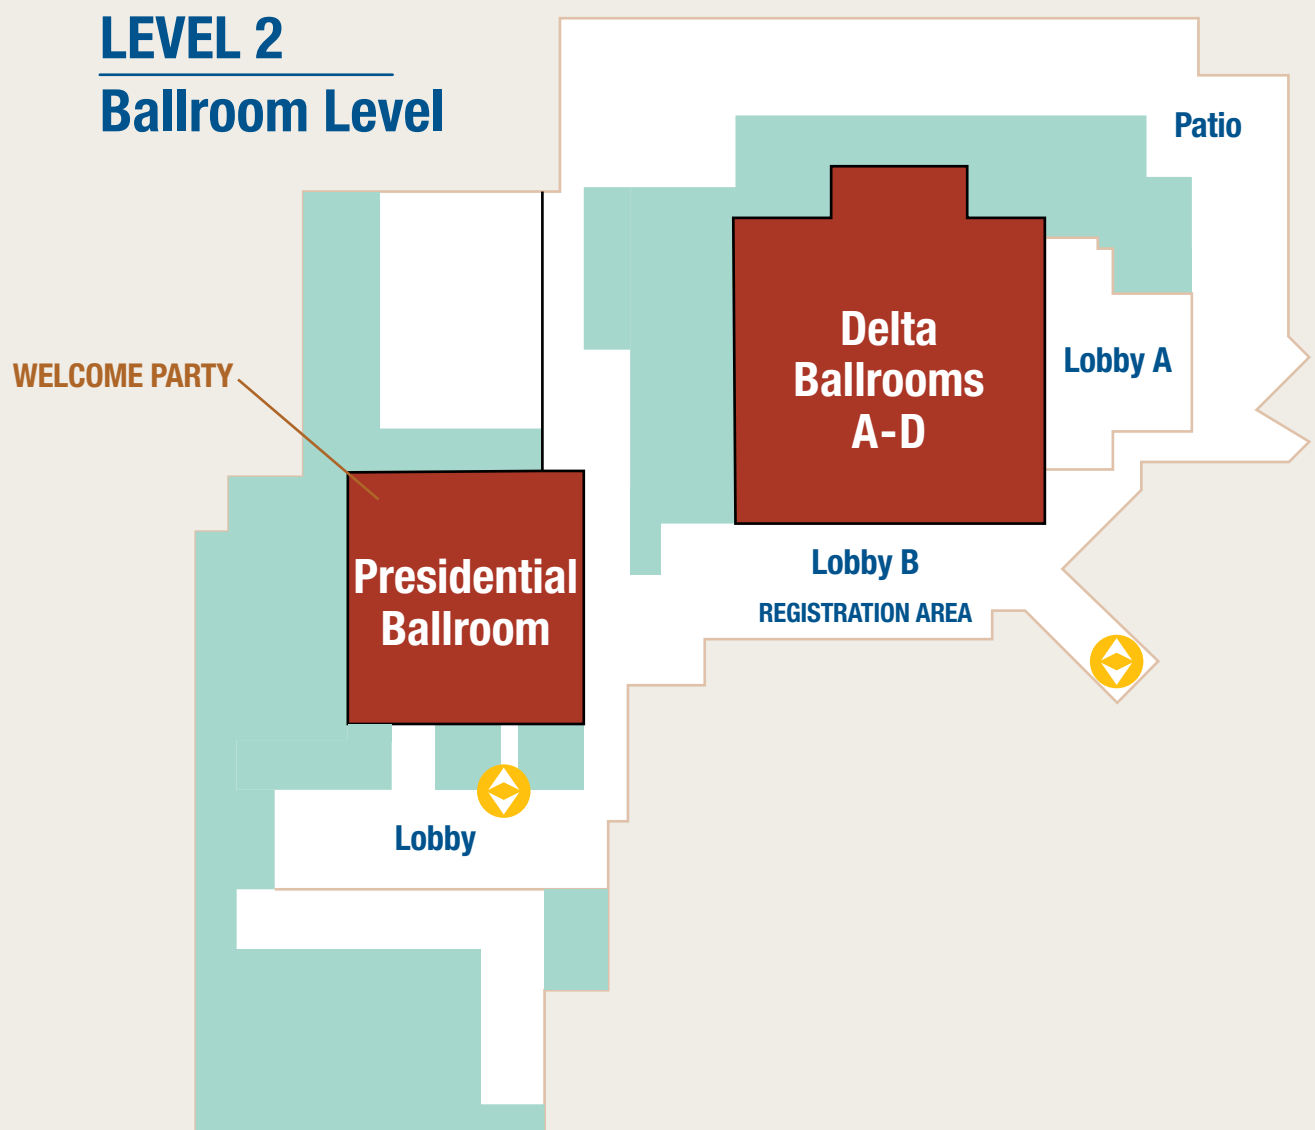 LEVEL 2
Ballroom Level
Patio
Delta
Ballrooms
A-D
Lobby A
WELCOME PARTY
Presidential
Ballroom
Lobby B
REGISTRATION AREA
Lobby